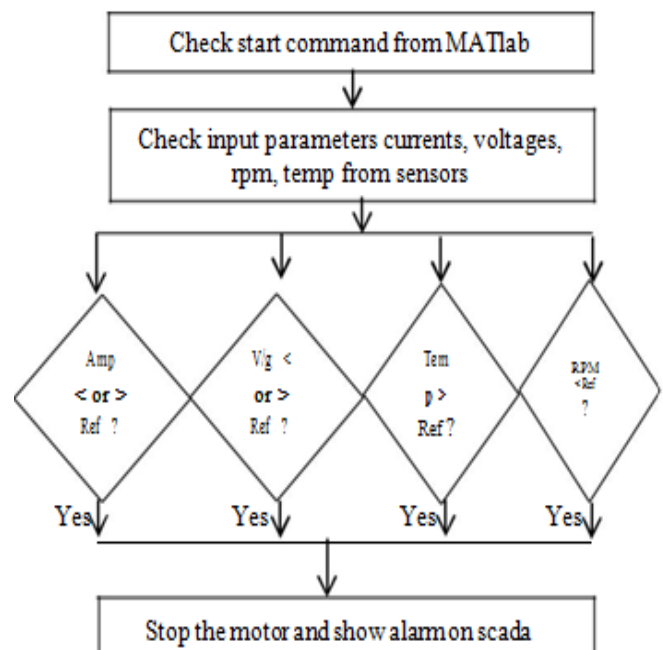 Check start command from MATlab
Check input parameters currents, voltages,
rpm, temp from sensors
Amp
< or >
Ref ?
V/g <
or >
Ref ?
Tem
p >
Ref ?
RPM
<Ref
?
Yes
Yes
Yes
Yes
Stop the motor and show alarm on scada